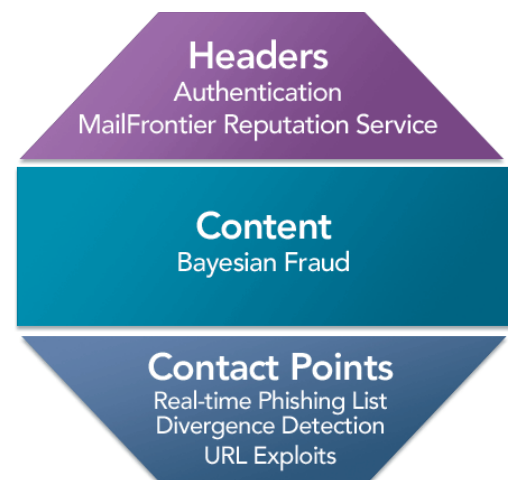 Headers
Authentication
MailFrontier Reputation Service
Content
Bayesian Fraud
Contact Points
Real-time Phishing List
Divergence Detection
URL Exploits